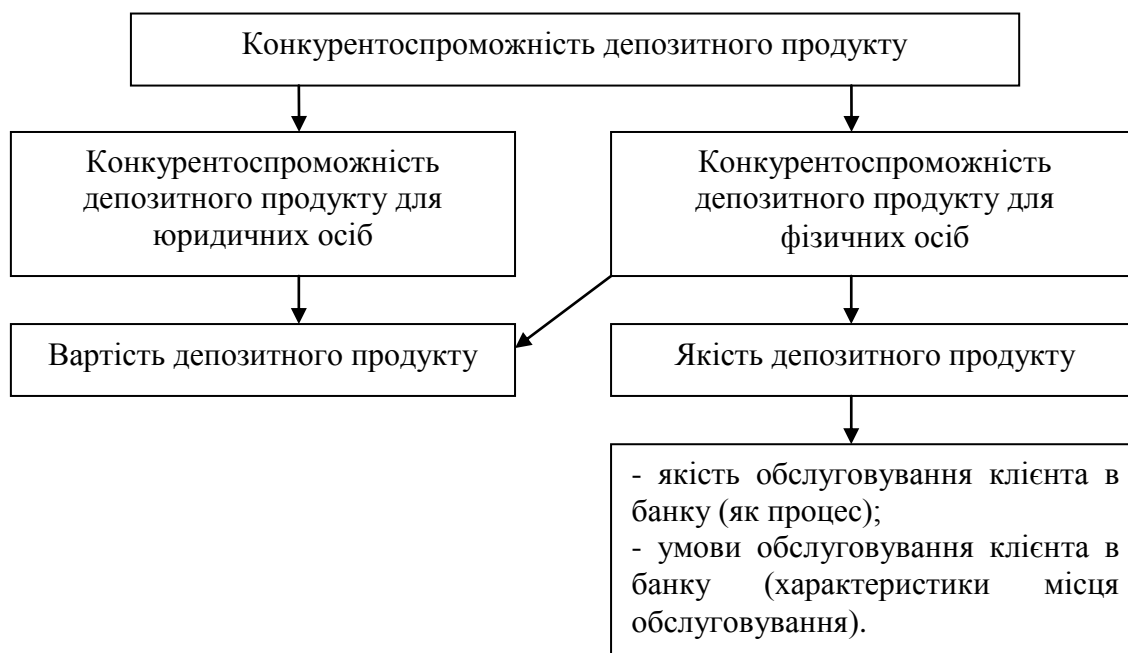 Конкурентоспроможність депозитного продукту
Конкурентоспроможність
депозитного продукту для
юридичних осіб
Конкурентоспроможність
депозитного продукту для
фізичних осіб
Вартість депозитного продукту
Якість депозитного продукту
- якість обслуговування клієнта в
банку (як процес);
- умови обслуговування клієнта в
банку (характеристики місця
обслуговування).